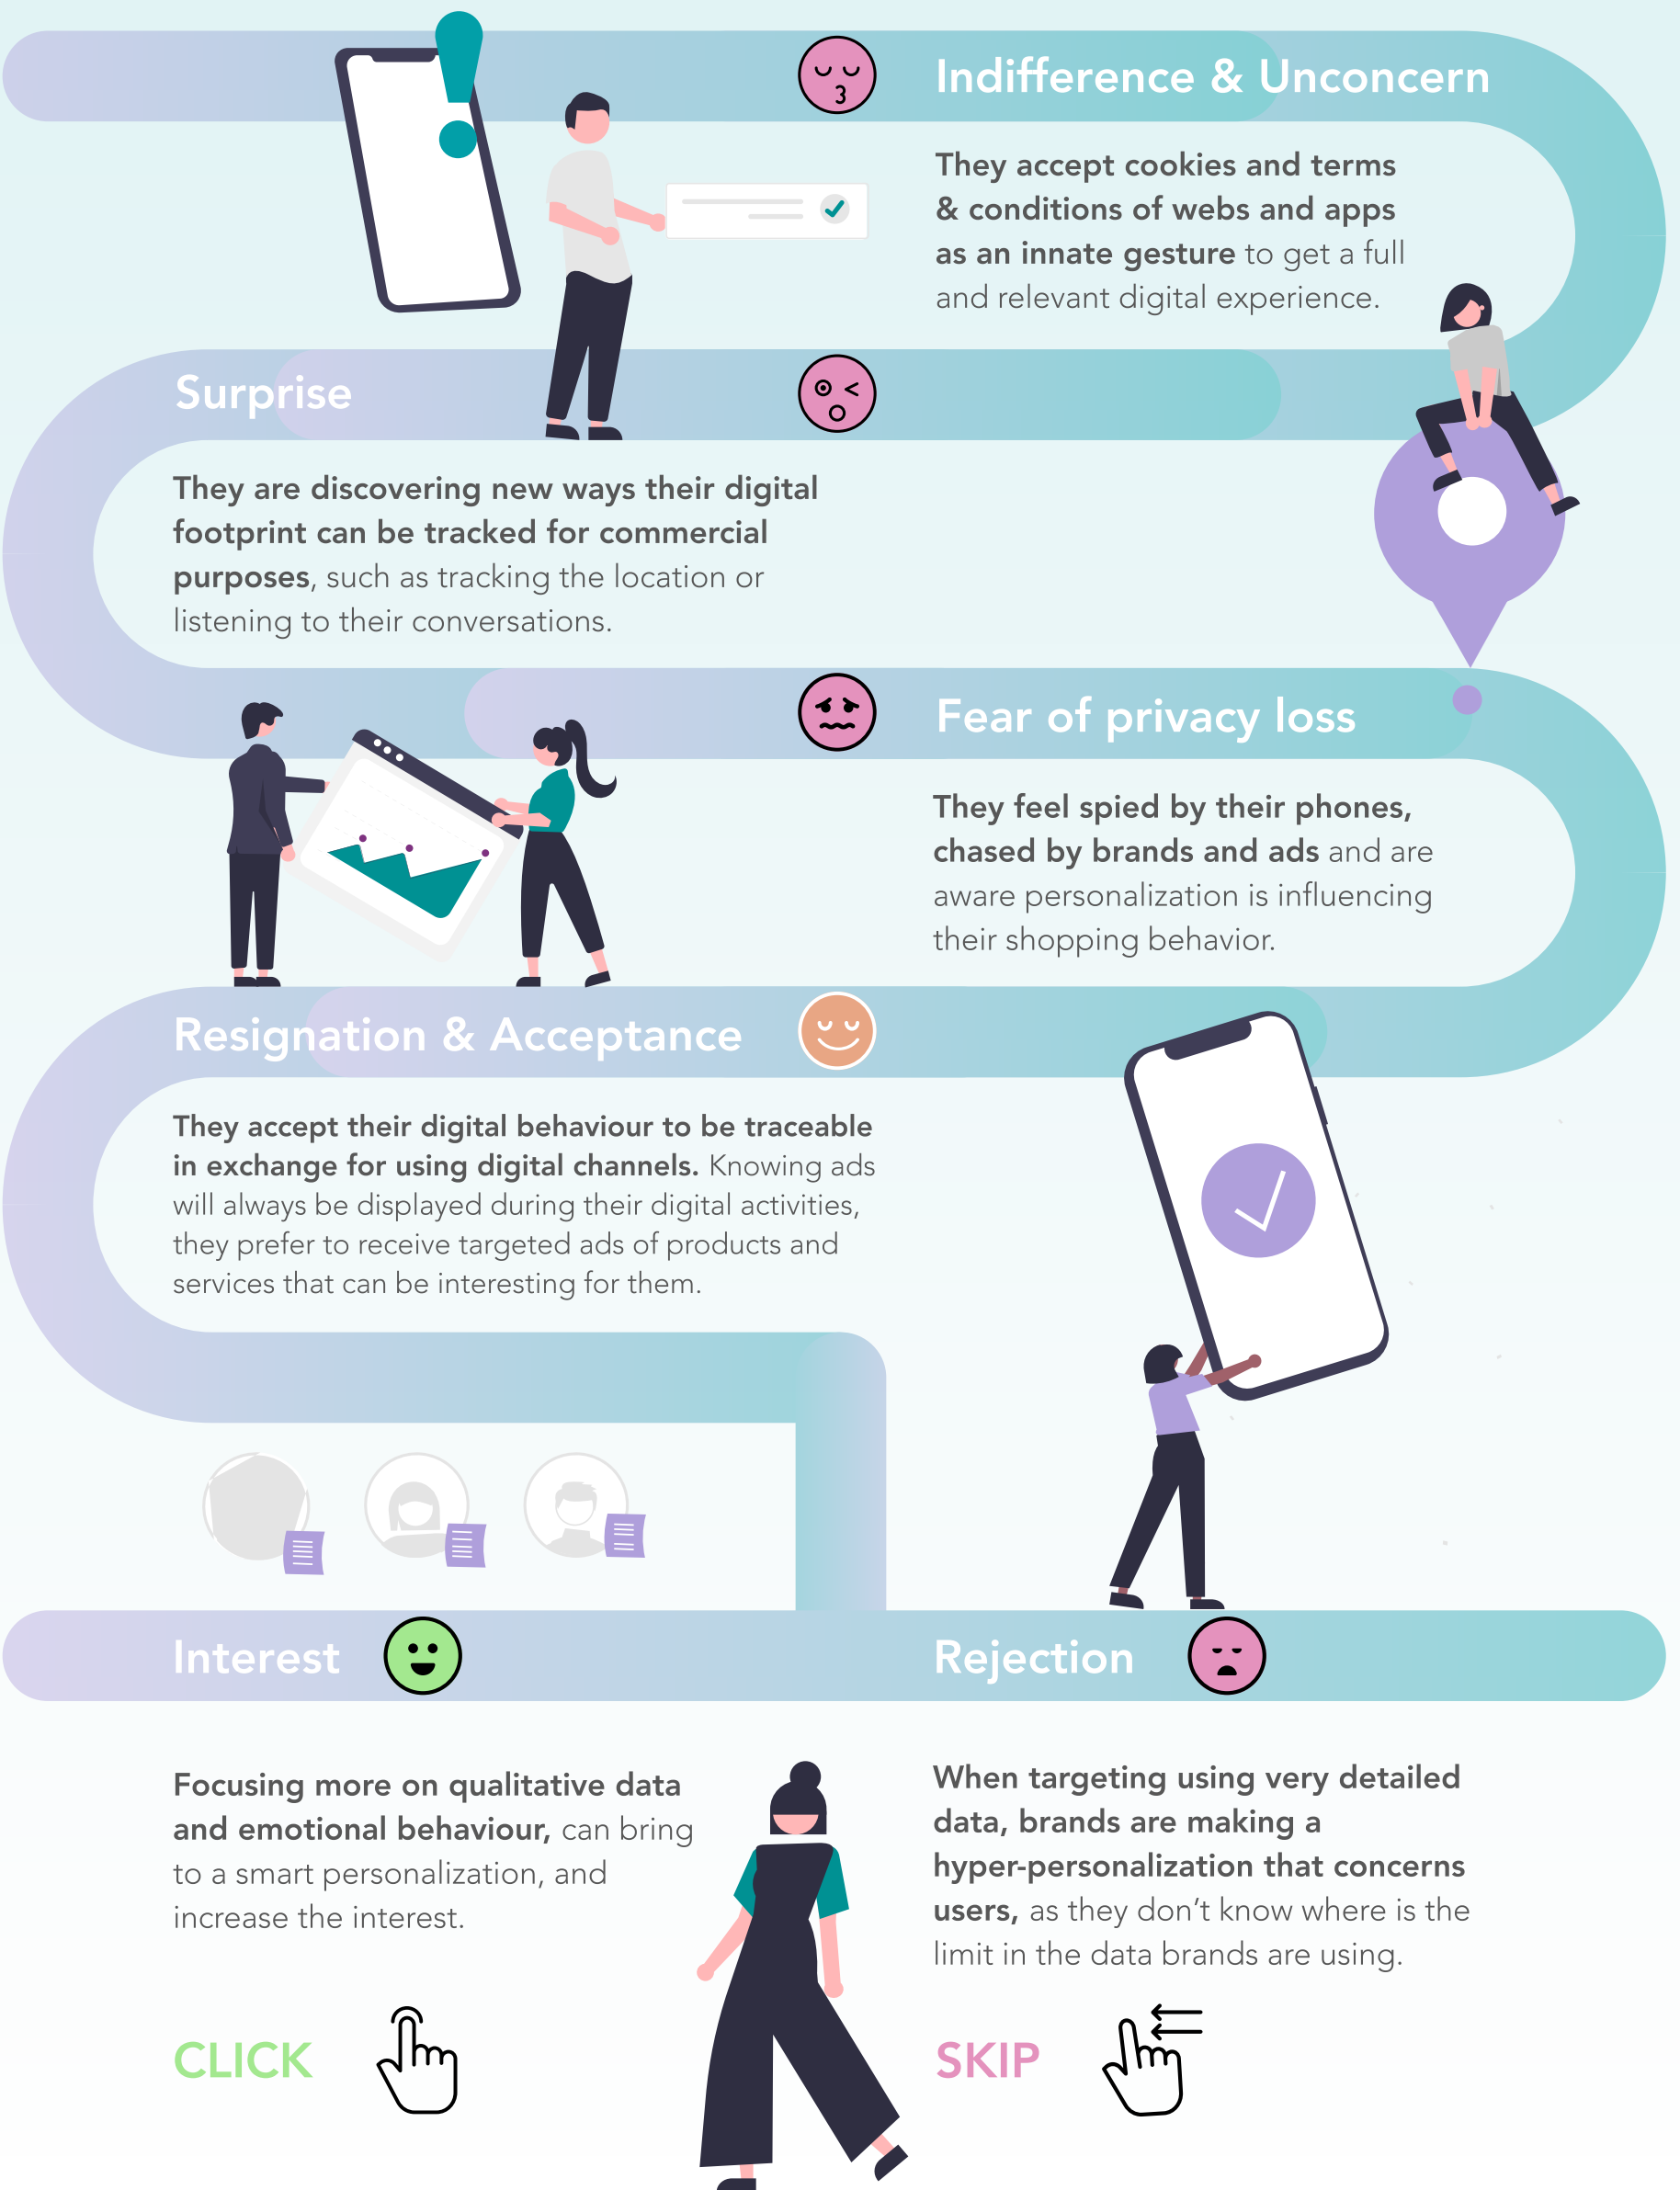 Indifference & Unconcern
They accept cookies and terms
& conditions of webs and apps
as an innate gesture to get a full
and relevant digital experience.
Surprise
They are discovering new ways their digital
footprint can be tracked for commercial
purposes, such as tracking the location or
listening to their conversations.
Fear of privacy loss
They feel spied by their phones,
chased by brands and ads and are
aware personalization is influencing
their shopping behavior.
Resignation & Acceptance
They accept their digital behaviour to be traceable
in exchange for using digital channels. Knowing ads
will always be displayed during their digital activities,
they prefer to receive targeted ads of products and
services that can be interesting for them.
Interest
Focusing more on qualitative data
and emotional behaviour, can bring
to a smart personalization, and
increase the interest.
CLICK
Rejection
When targeting using very detailed
data, brands are making a
hyper-personalization that concerns
users, as they don’t know where is the
limit in the data brands are using.
SKIP